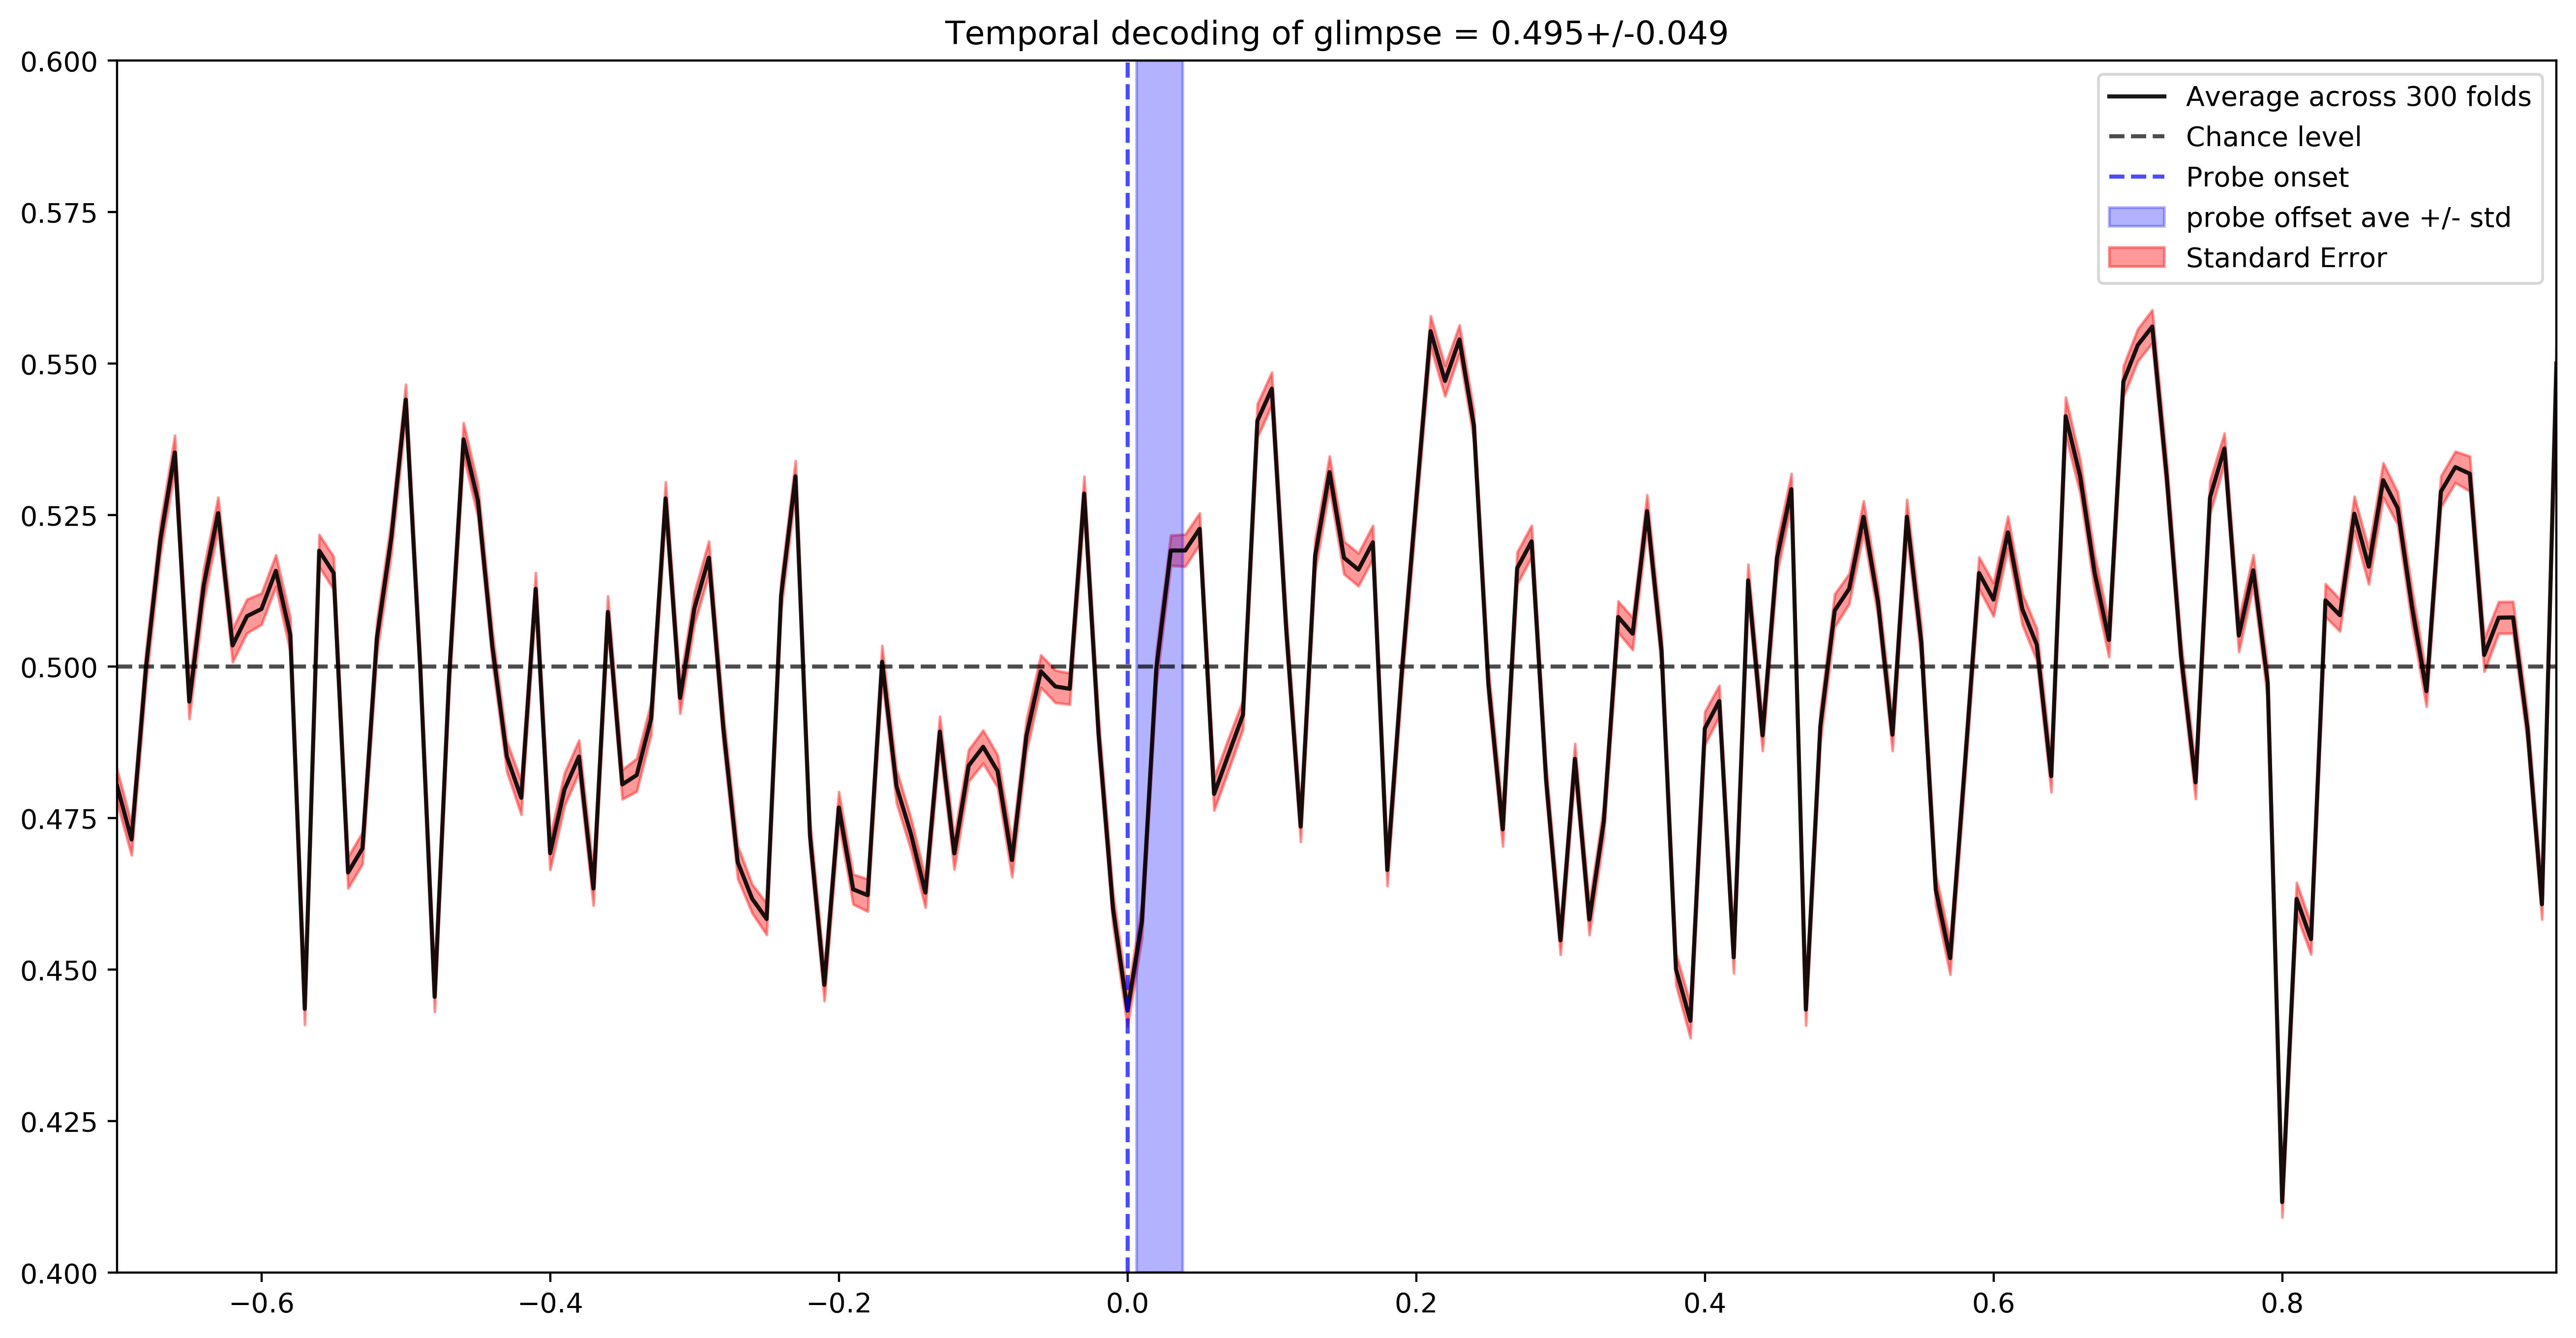 Temporal decoding of glimpse = 0.495+/-0.049
0.600
0.575
0.550
0.525
0.500
0.475
0.450
0.425
0.400
−0.6
−0.4
−0.2
0.0
0.2
0.4
0.6
0.8
Average across 300 folds
Chance level
Probe onset
probe offset ave +/- std
Standard Error